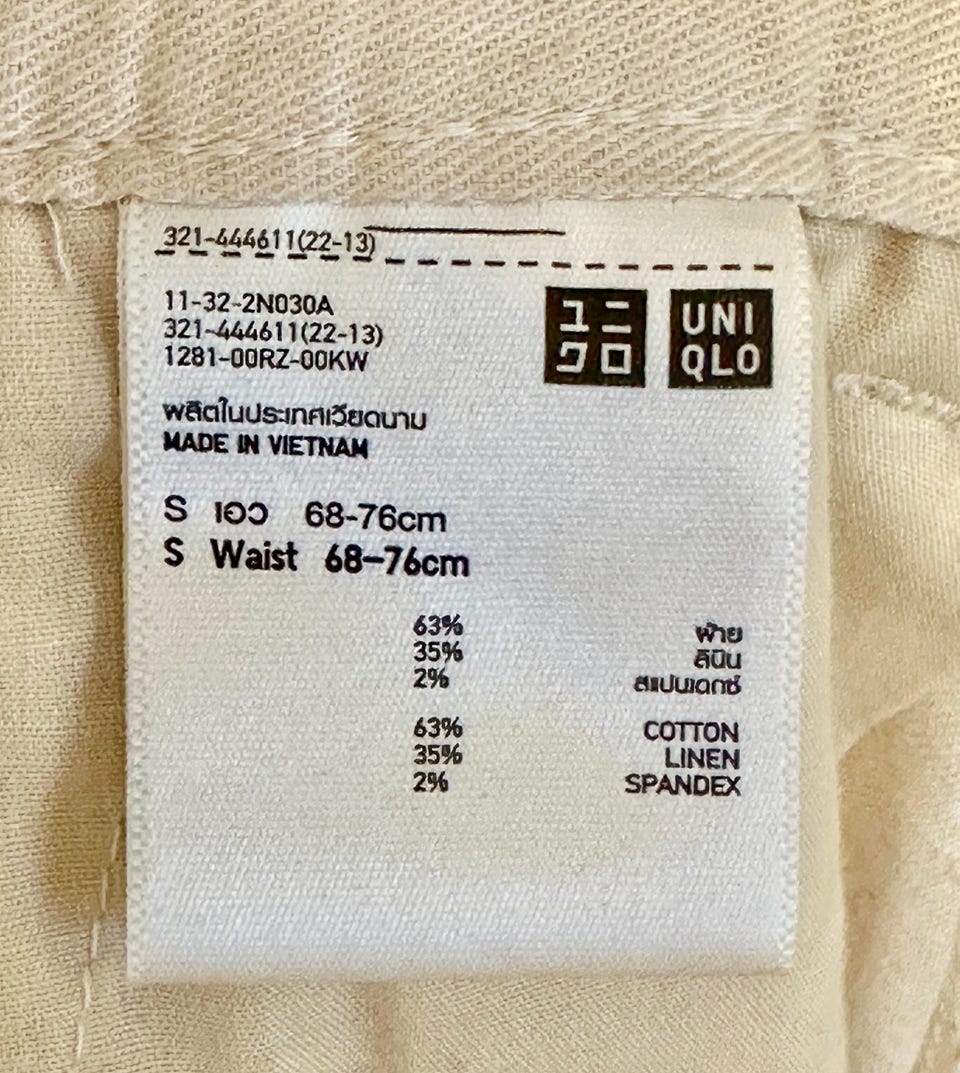 321-444611(22-13)
11-32-2N030A
321-444611(22-13)
1281-00RZ-00KW
ユニ
クロ
UNI
QLO
ผลิตในประเทศเวียดนาม
MADE IN VIETNAM
S เอว 68-76cm
S Waist 68-76cm
63% ฝ้าย
35% ลินิน
2% สแปนเดกซ์
63% COTTON
35% LINEN
2% SPANDEX